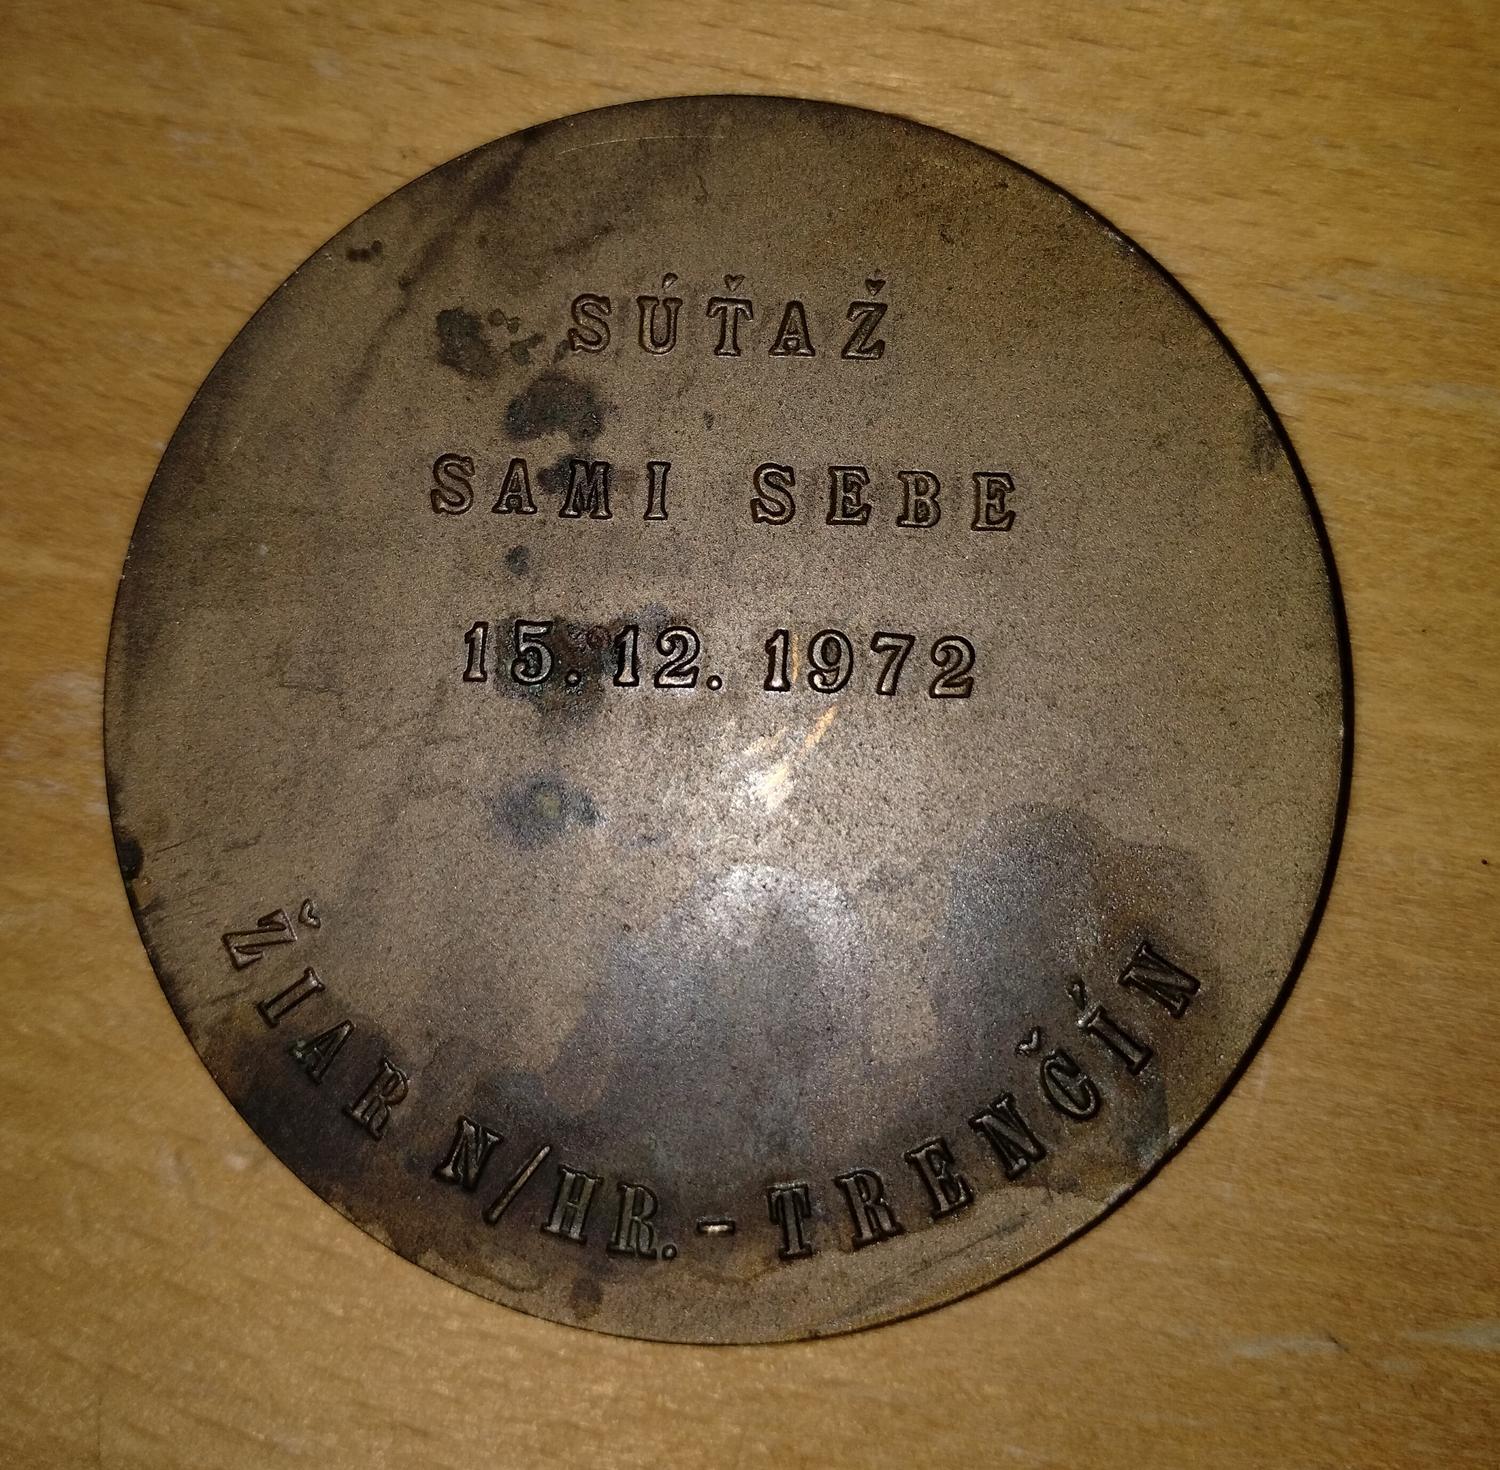 SÚŤAŽ
SAMI SEBE
15. 12. 1972
ŽIAR N/HR. - TRENČÍN